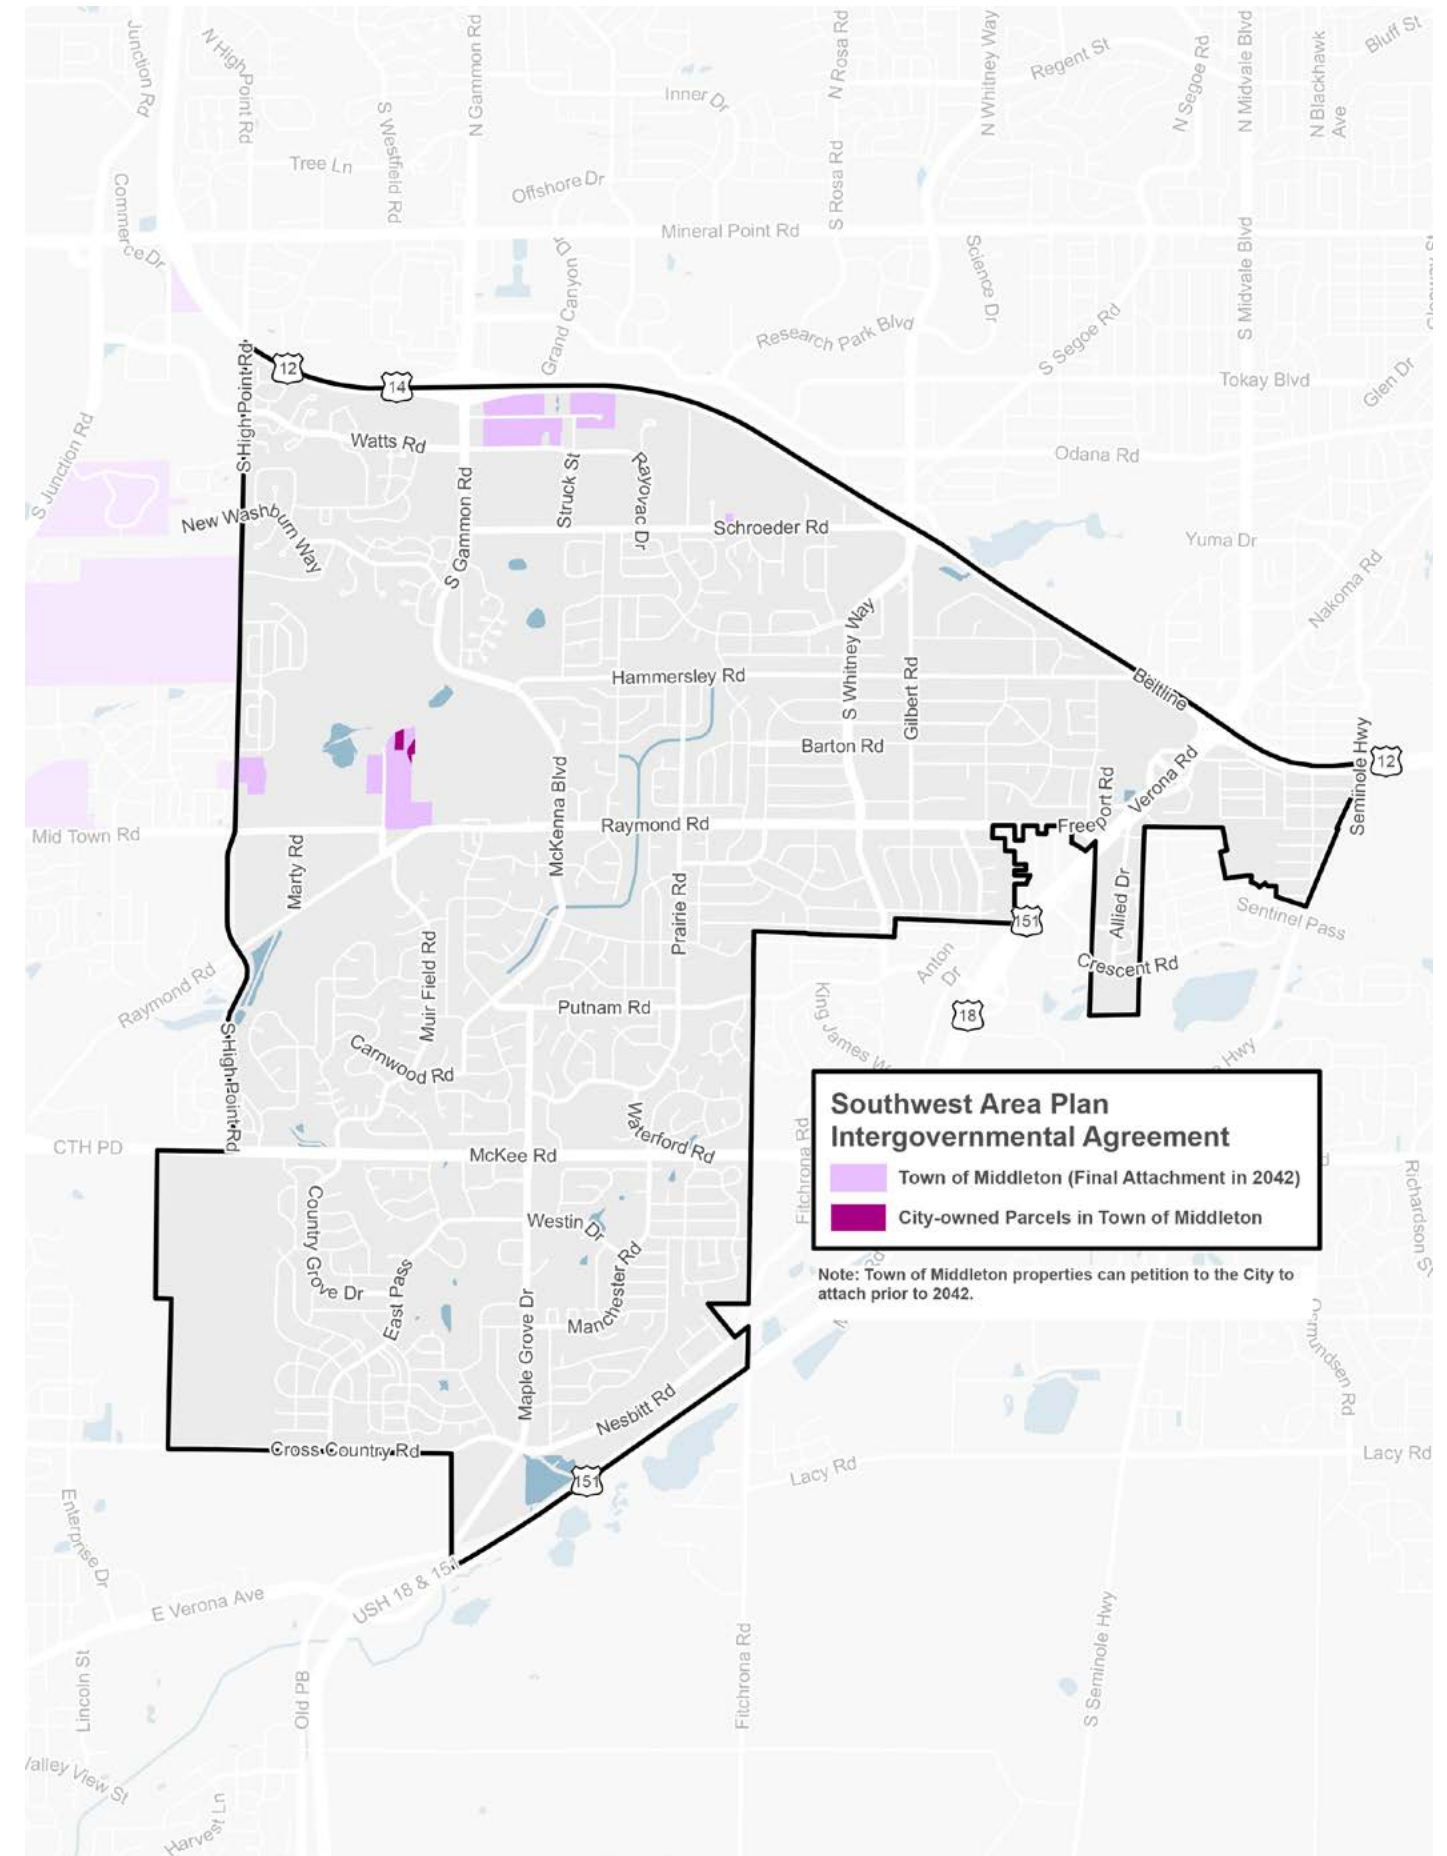 Junction Rd
N High Point Rd
S Westfield Rd
N Gammon Rd
Inner Dr
N Rosa Rd
N Whitney Way
Regent St
N Segoe Rd
N Midvale Blvd
N Blackhawk
Ave
Bluff St
Tree Ln
Offshore Dr
S Rosa Rd
Commerce Dr
Mineral Point Rd
Grand Canyon Dr
Science Dr
S Midvale Blvd
Research Park Blvd
S Segoe Rd
Tokay Blvd
Glen Dr
S High Point Rd
12
14
Watts Rd
Odana Rd
S Junction Rd
S Gammon Rd
Struck St
Rayovac Dr
New Washburn Way
Schroeder Rd
Yuma Dr
Nakoma Rd
S Whitney Way
Gilbert Rd
Hammersley Rd
Beltline
Barton Rd
Seminole Hwy
12
McKenna Blvd
Freeport Rd
Verona Rd
Mid Town Rd
Raymond Rd
Marty Rd
Prairie Rd
Allied Dr
Sentinel Pass
151
Raymond Rd
Muir Field Rd
Anton
Dr
Crescent Rd
Putnam Rd
King James W
18
S High Point Rd
Carnwood Rd
Hwy
Waterford Rd
CTH PD
McKee Rd
Fitchrona Rd
Southwest Area Plan
Intergovernmental Agreement
Town of Middleton (Final Attachment in 2042)
City-owned Parcels in Town of Middleton
Note: Town of Middleton properties can petition to the City to
attach prior to 2042.
Richardson St
Country Grove Dr
Westin Dr
Manchester Rd
East Pass
Maple Grove Dr
Rd
Nesbitt Rd
Cross Country Rd
151
Lacy Rd
Lacy Rd
Enterprise Dr
E Verona Ave
USH 18 & 151
Lincoln St
Old PB
Fitchrona Rd
S Seminole Hwy
Valley View St
Harvest Ln